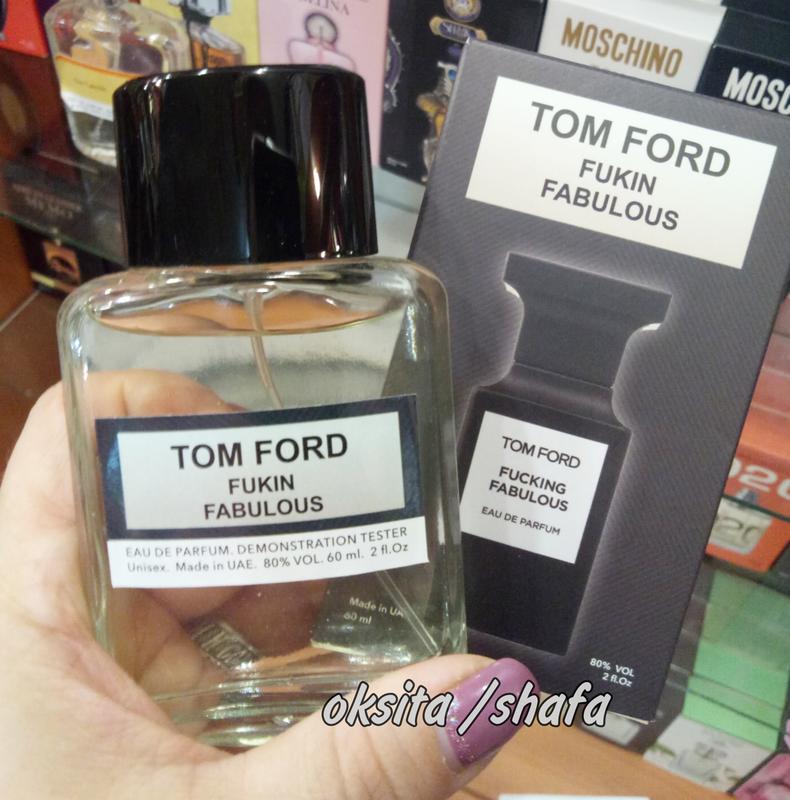 MOSCHINO
MOSC
TOM FORD
FUKIN
FABULOUS
TOM FORD
FUCKING
FABULOUS
EAU DE PARFUM
80% VOL
2 fl.Oz
TOM FORD
FUKIN
FABULOUS
EAU DE PARFUM. DEMONSTRATION TESTER
Unisex. Made in UAE. 80% VOL. 60 ml. 2 fl.Oz
Made in UA
60 ml
oksita /shafa